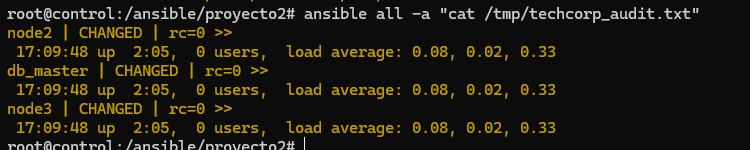 root@control:/ansible/proyecto2# ansible all -a "cat /tmp/techcorp_audit.txt"
node2 | CHANGED | rc=0 >>
 17:09:48 up  2:05,  0 users,  load average: 0.08, 0.02, 0.33
db_master | CHANGED | rc=0 >>
 17:09:48 up  2:05,  0 users,  load average: 0.08, 0.02, 0.33
node3 | CHANGED | rc=0 >>
 17:09:48 up  2:05,  0 users,  load average: 0.08, 0.02, 0.33
root@control:/ansible/proyecto2#